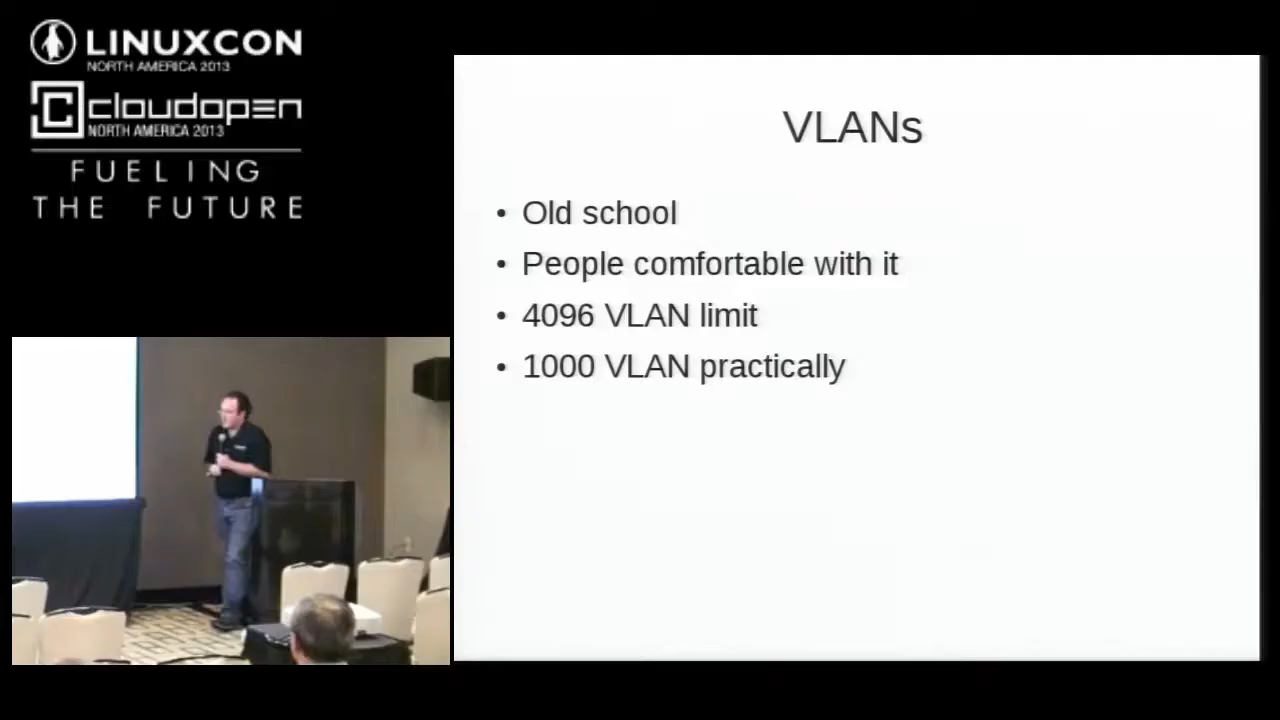 LINUXCON
NORTH AMERICA 2013
cloudopen
NORTH AMERICA 2013
FUELING
THE FUTURE
VLANs
• Old school
• People comfortable with it
• 4096 VLAN limit
• 1000 VLAN practically